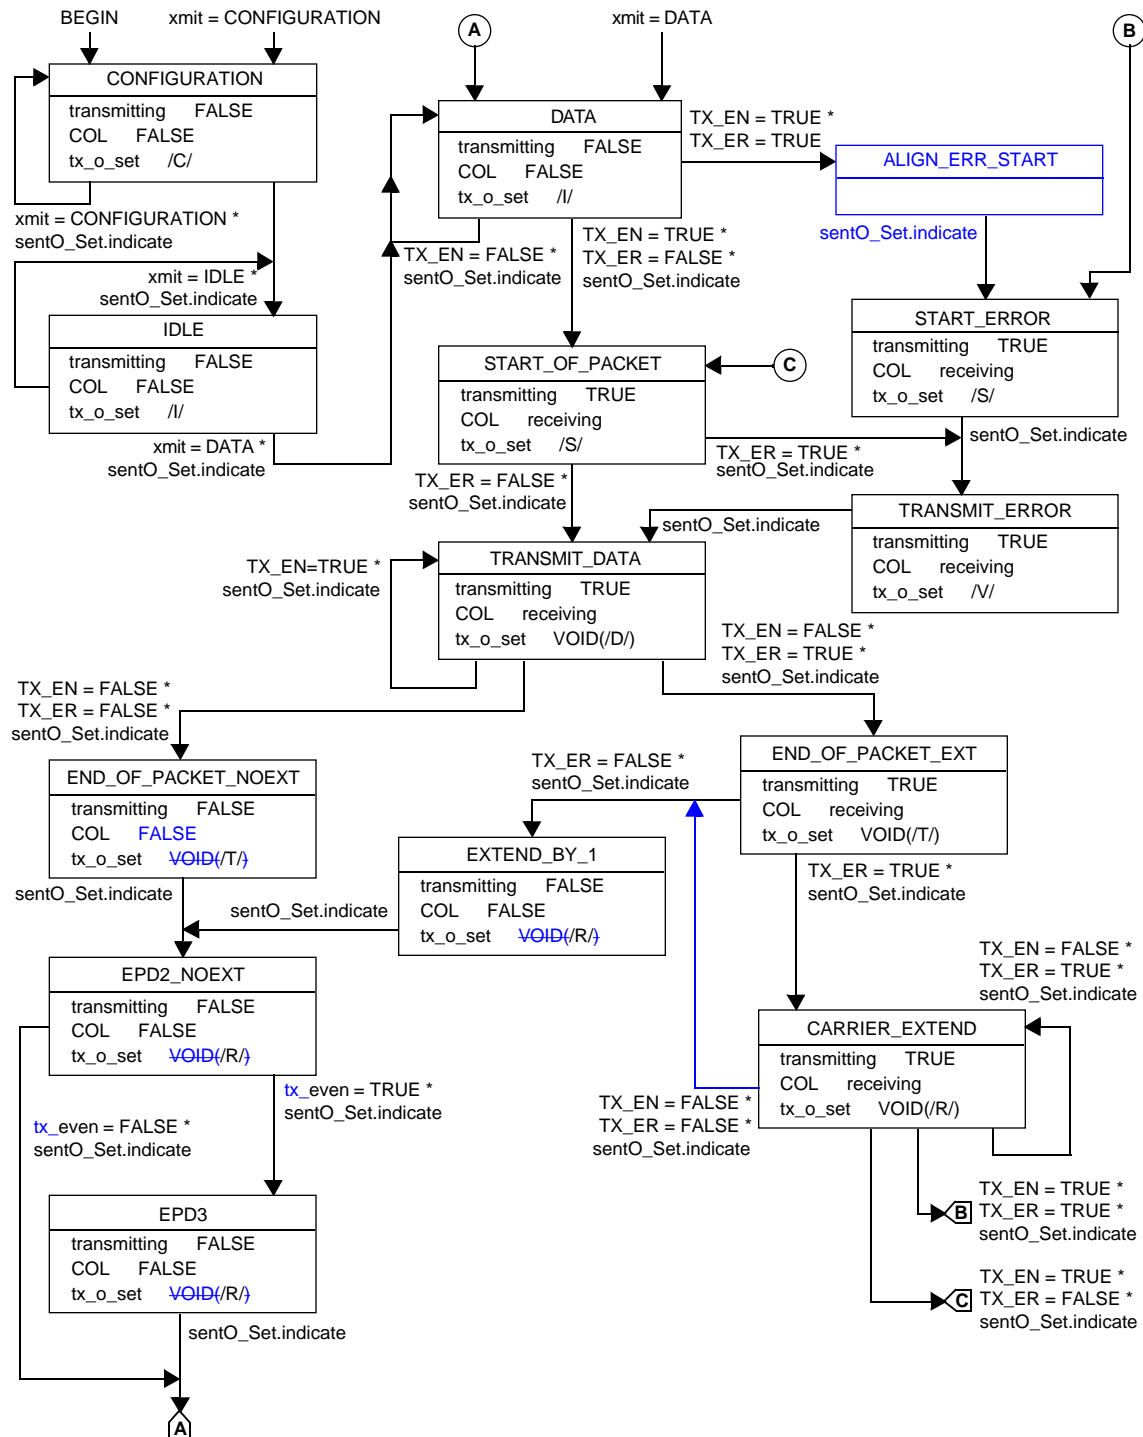 BEGIN
xmit = CONFIGURATION
A
xmit = DATA
B
CONFIGURATION
transmitting FALSE
COL FALSE
tx_o_set /C/
xmit = CONFIGURATION *
sentO_Set.indicate
xmit = IDLE *
sentO_Set.indicate
IDLE
transmitting FALSE
COL FALSE
tx_o_set /I/
xmit = DATA *
sentO_Set.indicate
DATA
transmitting FALSE
COL FALSE
tx_o_set /I/
TX_EN = TRUE *
TX_ER = TRUE
ALIGN_ERR_START
sentO_Set.indicate
TX_EN = FALSE *
sentO_Set.indicate
TX_EN = TRUE *
TX_ER = FALSE *
sentO_Set.indicate
START_OF_PACKET
transmitting TRUE
COL receiving
tx_o_set /S/
C
START_ERROR
transmitting TRUE
COL receiving
tx_o_set /S/
sentO_Set.indicate
TX_ER = TRUE *
sentO_Set.indicate
TX_ER = FALSE *
sentO_Set.indicate
TRANSMIT_ERROR
transmitting TRUE
COL receiving
tx_o_set /V/
sentO_Set.indicate
TX_EN=TRUE *
sentO_Set.indicate
TRANSMIT_DATA
transmitting TRUE
COL receiving
tx_o_set VOID(/D/)
TX_EN = FALSE *
TX_ER = TRUE *
sentO_Set.indicate
TX_EN = FALSE *
TX_ER = FALSE *
sentO_Set.indicate
END_OF_PACKET_NOEXT
transmitting FALSE
COL FALSE
tx_o_set VOID(/T/)
sentO_Set.indicate
TX_ER = FALSE *
sentO_Set.indicate
END_OF_PACKET_EXT
transmitting TRUE
COL receiving
tx_o_set VOID(/T/)
TX_ER = TRUE *
sentO_Set.indicate
EXTEND_BY_1
transmitting FALSE
COL FALSE
tx_o_set VOID(/R/)
sentO_Set.indicate
EPD2_NOEXT
transmitting FALSE
COL FALSE
tx_o_set VOID(/R/)
tx_even = TRUE *
sentO_Set.indicate
tx_even = FALSE *
sentO_Set.indicate
TX_EN = FALSE *
TX_ER = TRUE *
sentO_Set.indicate
CARRIER_EXTEND
transmitting TRUE
COL receiving
tx_o_set VOID(/R/)
TX_EN = FALSE *
TX_ER = FALSE *
sentO_Set.indicate
B
TX_EN = TRUE *
TX_ER = TRUE *
sentO_Set.indicate
C
TX_EN = TRUE *
TX_ER = FALSE *
sentO_Set.indicate
EPD3
transmitting FALSE
COL FALSE
tx_o_set VOID(/R/)
sentO_Set.indicate
A